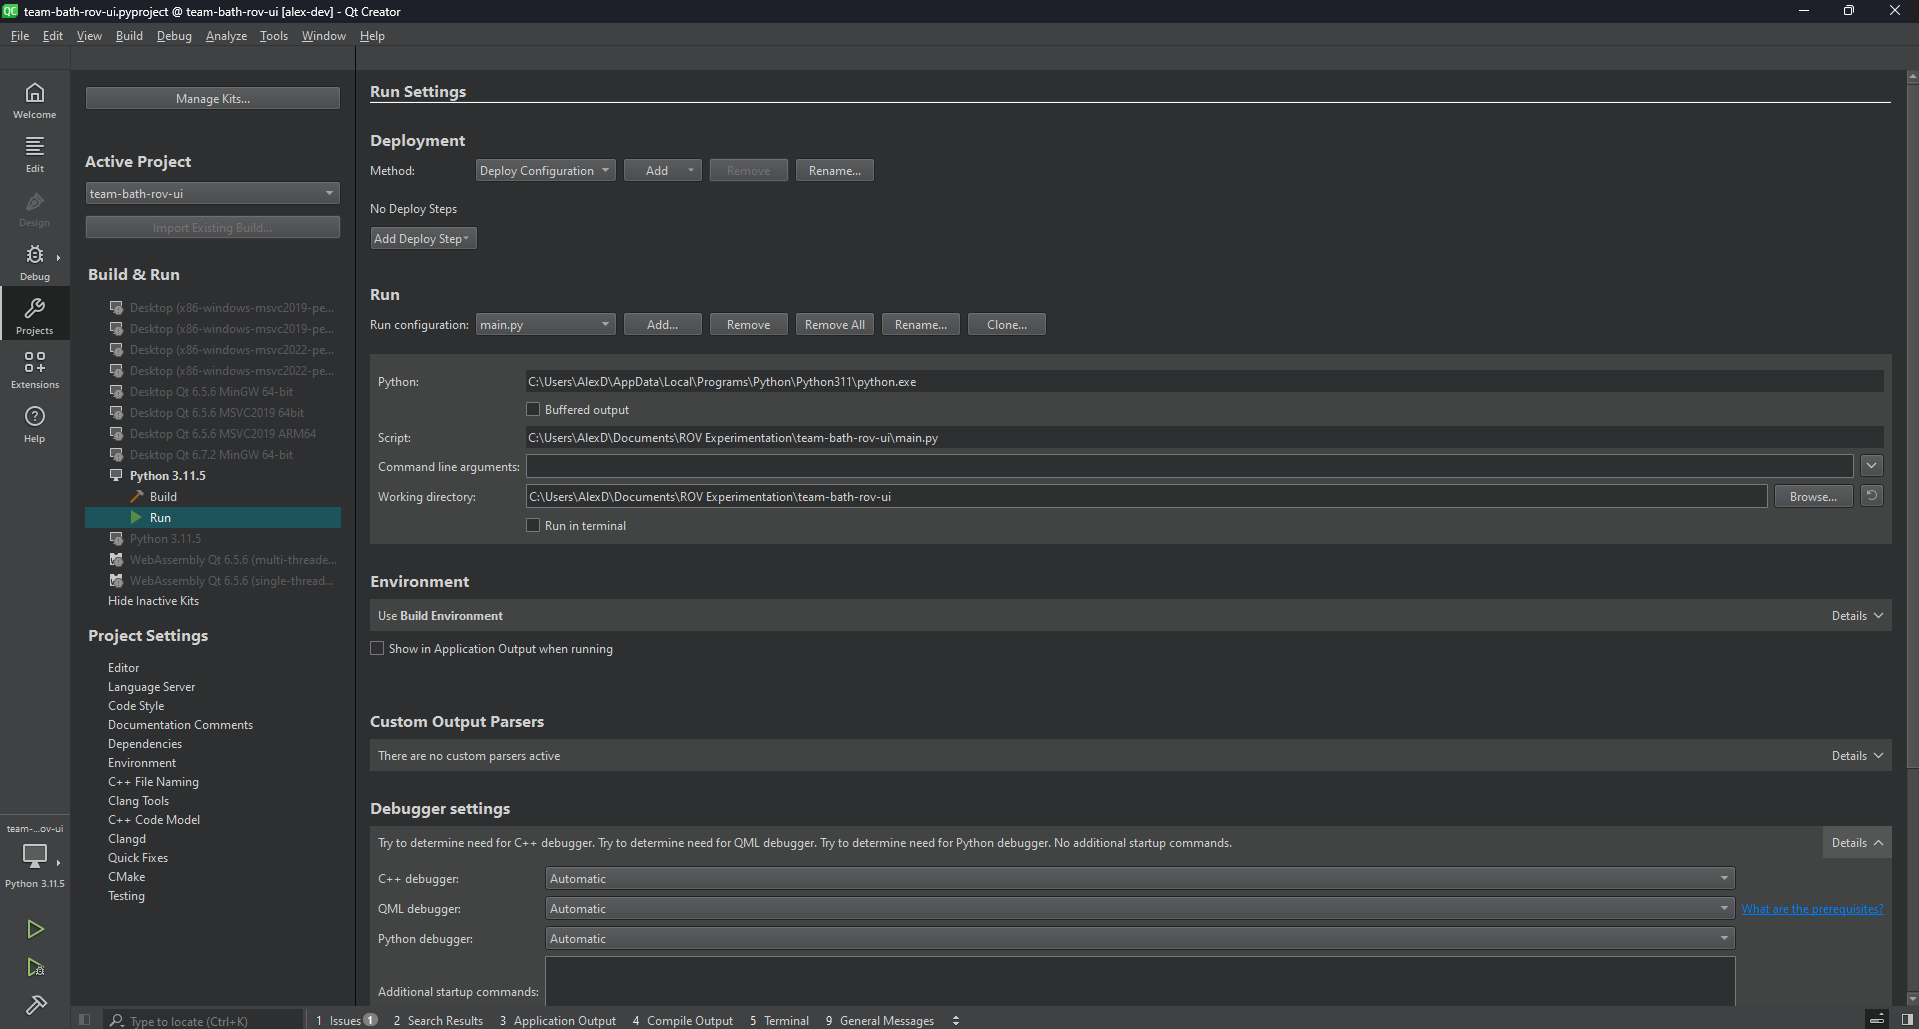 team-bath-rov-ui.pyproject @ team-bath-rov-ui [alex-dev] - Qt Creator
File Edit View Build Debug Analyze Tools Window Help
Welcome
Edit
Design
Debug
Projects
Extensions
Help
team-...ov-ui
Python 3.11.5
Manage Kits...
Active Project
team-bath-rov-ui
Import Existing Build...
Build & Run
Desktop (x86-windows-msvc2019-pe...
Desktop (x86-windows-msvc2019-pe...
Desktop (x86-windows-msvc2022-pe...
Desktop (x86-windows-msvc2022-pe...
Desktop Qt 6.5.6 MinGW 64-bit
Desktop Qt 6.5.6 MSVC2019 64bit
Desktop Qt 6.5.6 MSVC2019 ARM64
Desktop Qt 6.7.2 MinGW 64-bit
Python 3.11.5
Build
Run
Python 3.11.5
WebAssembly Qt 6.5.6 (multi-threade...
WebAssembly Qt 6.5.6 (single-thread...
Hide Inactive Kits
Project Settings
Editor
Language Server
Code Style
Documentation Comments
Dependencies
Environment
C++ File Naming
Clang Tools
C++ Code Model
Clangd
Quick Fixes
CMake
Testing
Run Settings
Deployment
Method: Deploy Configuration Add Remove Rename...
No Deploy Steps
Add Deploy Step
Run
Run configuration: main.py Add... Remove Remove All Rename... Clone...
Python: C:\Users\AlexD\AppData\Local\Programs\Python\Python311\python.exe
Buffered output
Script: C:\Users\AlexD\Documents\ROV Experimentation\team-bath-rov-ui\main.py
Command line arguments:
Working directory: C:\Users\AlexD\Documents\ROV Experimentation\team-bath-rov-ui Browse...
Run in terminal
Environment
Use Build Environment Details
Show in Application Output when running
Custom Output Parsers
There are no custom parsers active Details
Debugger settings
Try to determine need for C++ debugger. Try to determine need for QML debugger. Try to determine need for Python debugger. No additional startup commands. Details
C++ debugger: Automatic
QML debugger: Automatic What are the prerequisites?
Python debugger: Automatic
Additional startup commands:
Type to locate (Ctrl+K) 1 Issues 1 2 Search Results 3 Application Output 4 Compile Output 5 Terminal 9 General Messages